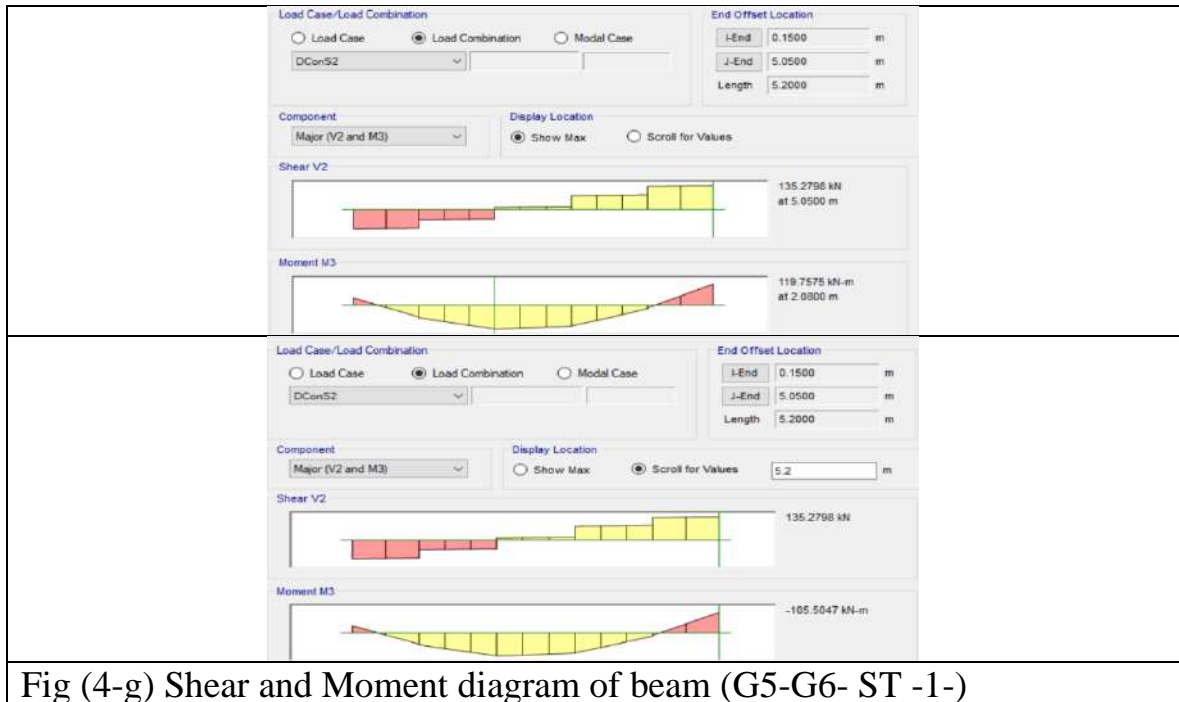 Load Case/Load Combination
End Offset Location
Load Case Load Combination Modal Case
I-End 0.1500 m
DConS2
J-End 5.0500 m
Length 5.2000 m
Component
Display Location
Major (V2 and M3)
Show Max Scroll for Values
Shear V2
135.2798 kN
at 5.0500 m
Moment M3
119.7575 kN-m
at 2.0800 m
Load Case/Load Combination
End Offset Location
Load Case Load Combination Modal Case
I-End 0.1500 m
DConS2
J-End 5.0500 m
Length 5.2000 m
Component
Display Location
Major (V2 and M3)
Show Max Scroll for Values 5.2 m
Shear V2
135.2798 kN
Moment M3
-105.5047 kN-m
Fig (4-g) Shear and Moment diagram of beam (G5-G6- ST -1-)